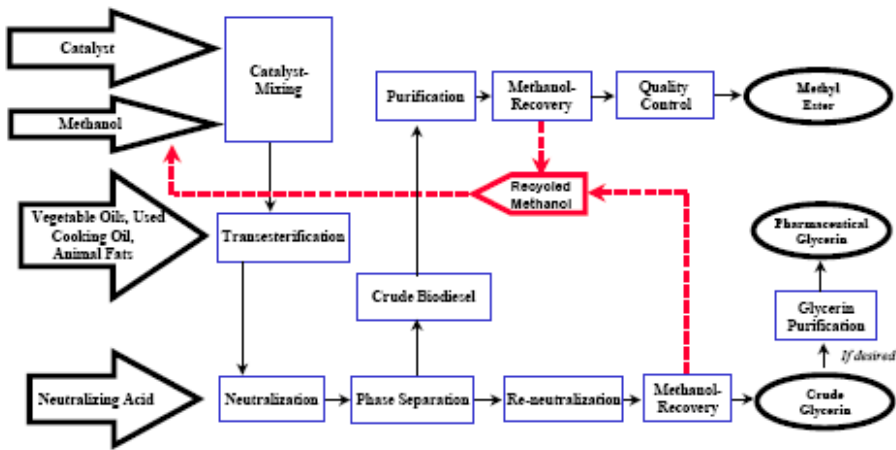 Catalyst
Catalyst-
Mixing
Methanol
Purification
Methanol-
Recovery
Quality
Control
Methyl
Ester
Recycled
Methanol
Vegetable Oils, Used
Cooking Oil,
Animal Fats
Transesterification
Pharmaceutical
Glycerin
Crude Biodiesel
Glycerin
Purification
If desired
Neutralizing Acid
Neutralization
Phase Separation
Re-neutralization
Methanol-
Recovery
Crude
Glycerin